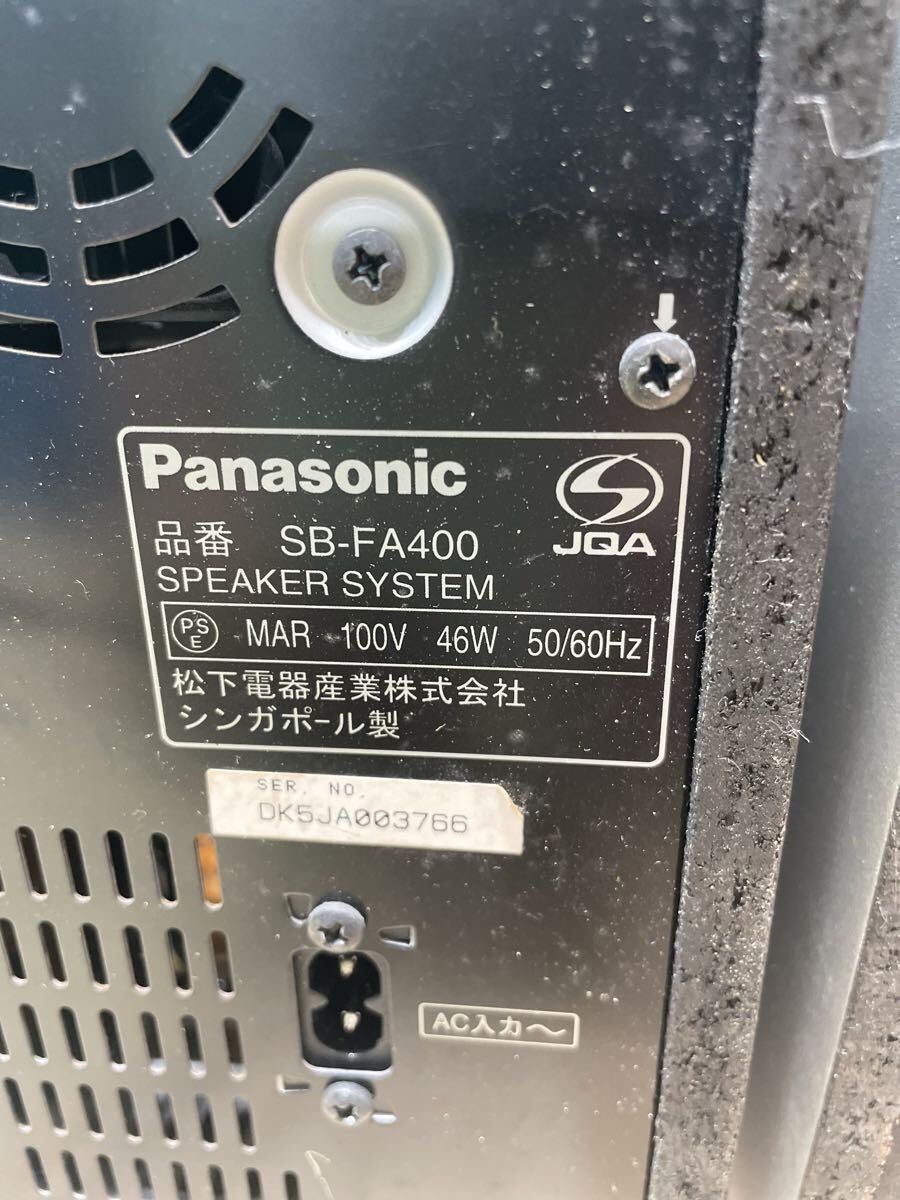 Panasonic
JQA
品番 SB-FA400
SPEAKER SYSTEM
PSE MAR 100V 46W 50/60Hz
松下電器産業株式会社
シンガポール製
SER. NO.
DK5JA003766
AC入力～